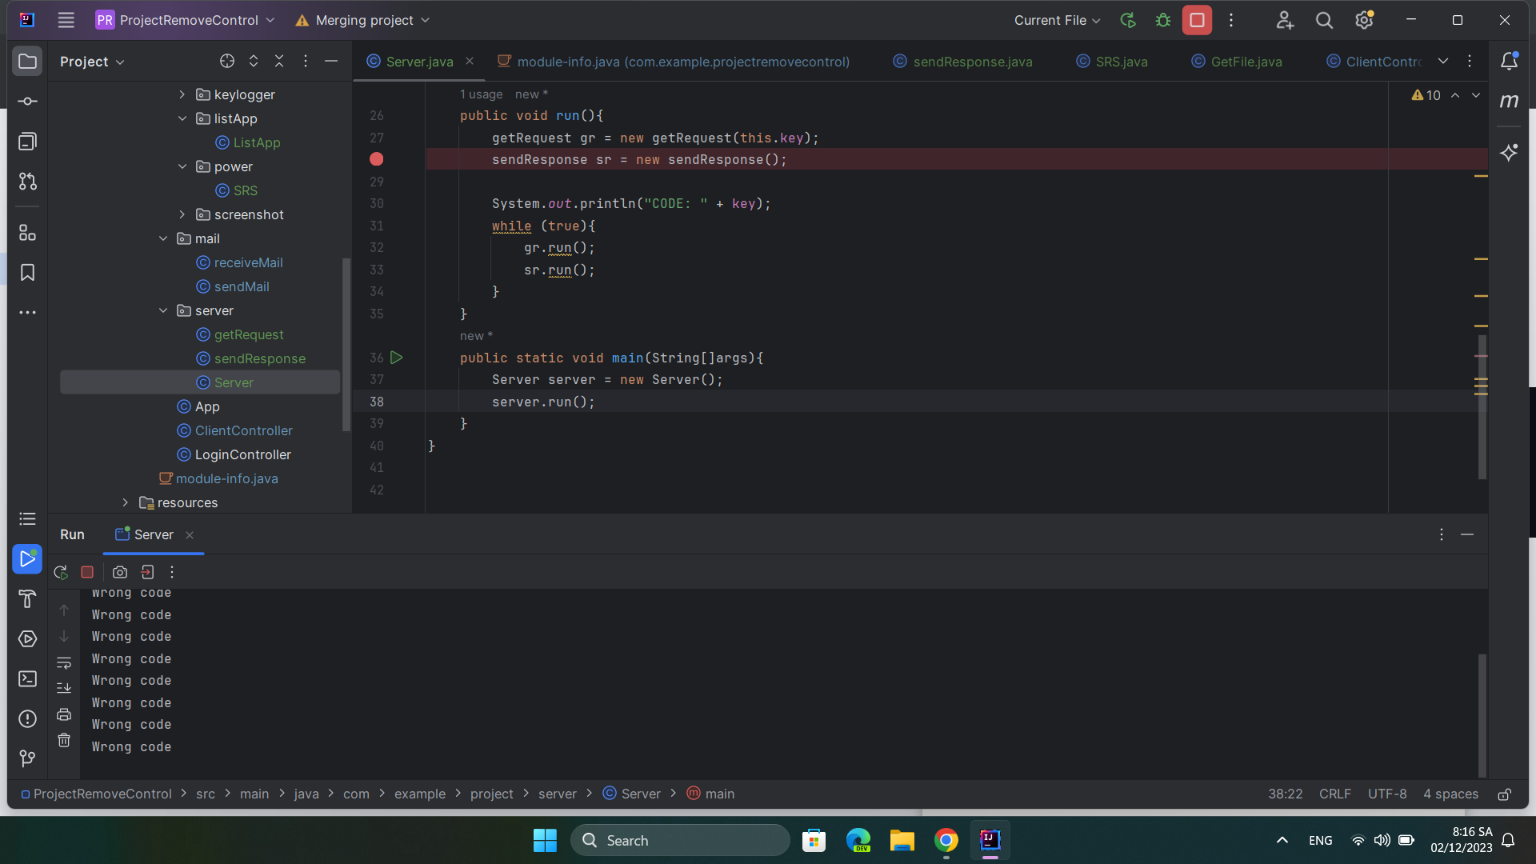 PR ProjectRemoveControl Merging project Current File
Project
Server.java module-info.java (com.example.projectremovecontrol) sendResponse.java SRS.java GetFile.java ClientContr
keylogger
listApp
ListApp
power
SRS
screenshot
mail
receiveMail
sendMail
server
getRequest
sendResponse
Server
App
ClientController
LoginController
module-info.java
resources
10
1 usage new *
26 public void run(){
27 getRequest gr = new getRequest(this.key);
sendResponse sr = new sendResponse();
29
30 System.out.println("CODE: " + key);
31 while (true){
32 gr.run();
33 sr.run();
34 }
35 }
new *
36 public static void main(String[]args){
37 Server server = new Server();
38 server.run();
39 }
40 }
41
42
m
Run Server
Wrong code
Wrong code
Wrong code
Wrong code
Wrong code
Wrong code
Wrong code
Wrong code
ProjectRemoveControl > src > main > java > com > example > project > server > Server > main 38:22 CRLF UTF-8 4 spaces
Search
ENG
8:16 SA
02/12/2023